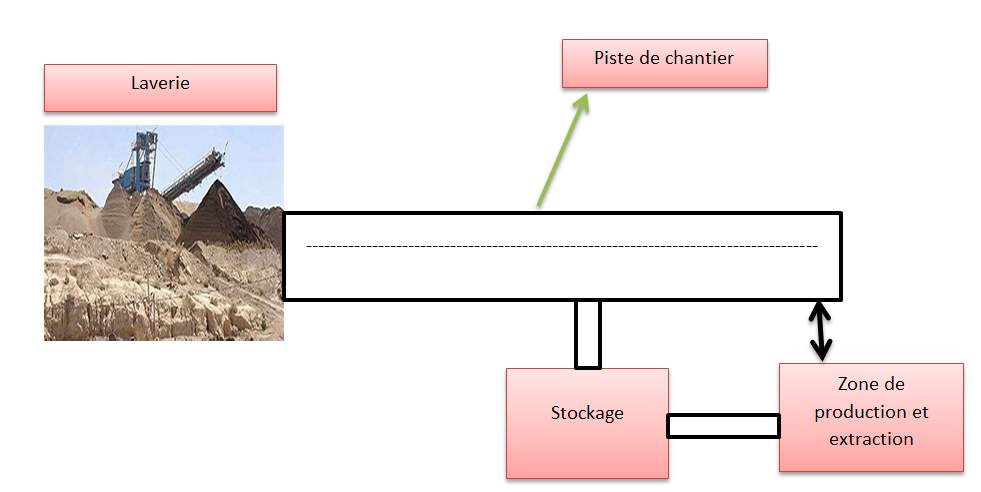 Piste de chantier
Laverie
Stockage
Zone de
production et
extraction